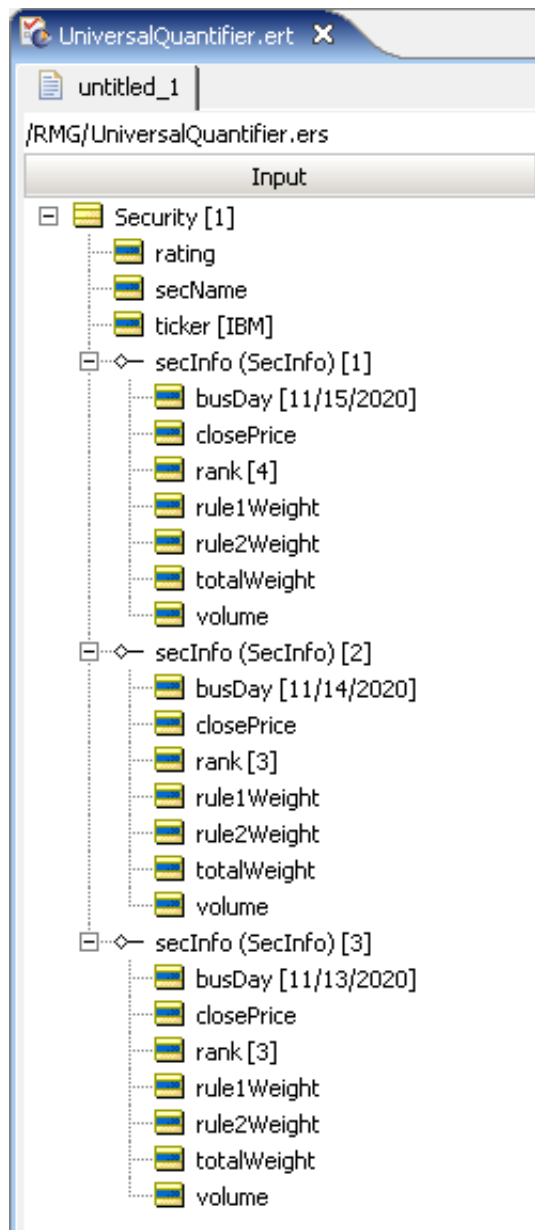 UniversalQuantifier.ert
untitled_1
/RMG/UniversalQuantifier.ers
Input
Security [1]
rating
secName
ticker [IBM]
secInfo (SecInfo) [1]
busDay [11/15/2020]
closePrice
rank [4]
rule1Weight
rule2Weight
totalWeight
volume
secInfo (SecInfo) [2]
busDay [11/14/2020]
closePrice
rank [3]
rule1Weight
rule2Weight
totalWeight
volume
secInfo (SecInfo) [3]
busDay [11/13/2020]
closePrice
rank [3]
rule1Weight
rule2Weight
totalWeight
volume